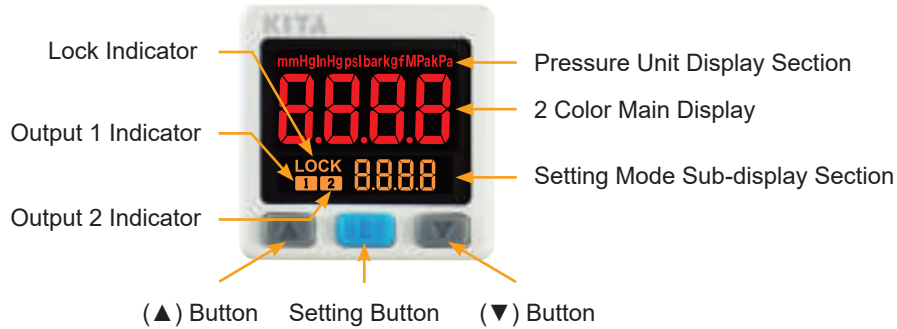 KITA
Lock Indicator
mmHgInHgpsIbarkgfMPakPa
Pressure Unit Display Section
8.8.8.8
2 Color Main Display
Output 1 Indicator
LOCK
1 2 8.8.8.8
Setting Mode Sub-display Section
Output 2 Indicator
▲ ▼
(▲) Button Setting Button (▼) Button